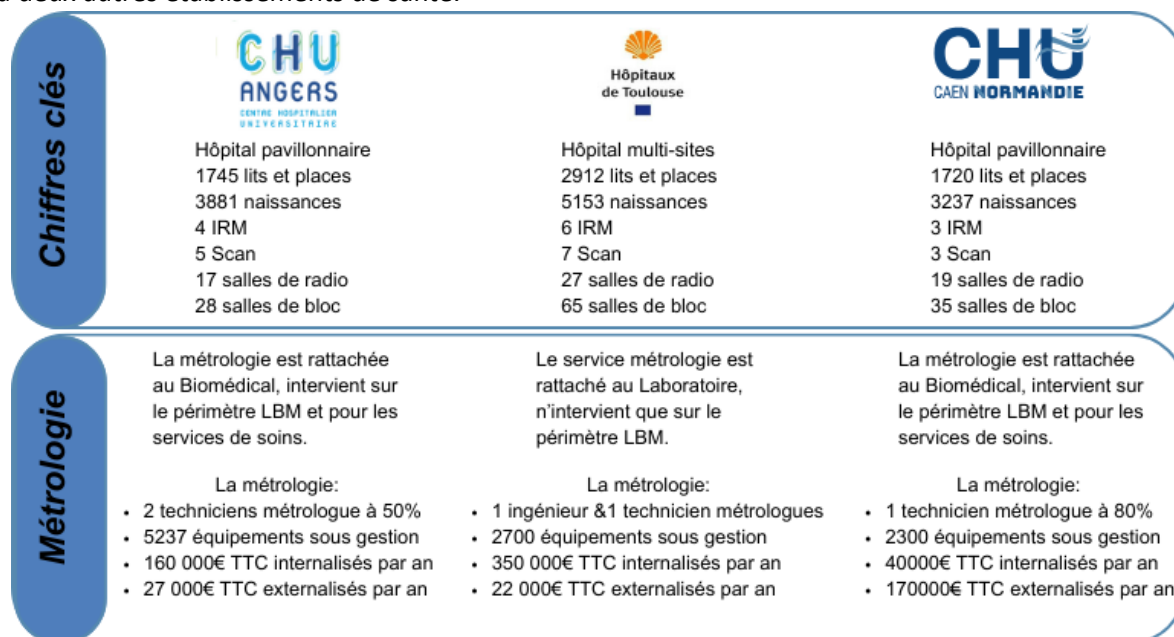 à deux autres établissements de santé.
Chiffres clés
CHU
ANGERS
CENTRE HOSPITALIER
UNIVERSITAIRE
Hôpital pavillonnaire
1745 lits et places
3881 naissances
4 IRM
5 Scan
17 salles de radio
28 salles de bloc
Hôpitaux
de Toulouse
Hôpital multi-sites
2912 lits et places
5153 naissances
6 IRM
7 Scan
27 salles de radio
65 salles de bloc
CHU
CAEN NORMANDIE
Hôpital pavillonnaire
1720 lits et places
3237 naissances
3 IRM
3 Scan
19 salles de radio
35 salles de bloc
Métrologie
La métrologie est rattachée
au Biomédical, intervient sur
le périmètre LBM et pour les
services de soins.
La métrologie:
• 2 techniciens métrologue à 50%
• 5237 équipements sous gestion
• 160 000€ TTC internalisés par an
• 27 000€ TTC externalisés par an
Le service métrologie est
rattaché au Laboratoire,
n'intervient que sur le
périmètre LBM.
La métrologie:
• 1 ingénieur &1 technicien métrologues
• 2700 équipements sous gestion
• 350 000€ TTC internalisés par an
• 22 000€ TTC externalisés par an
La métrologie est rattachée
au Biomédical, intervient sur
le périmètre LBM et pour les
services de soins.
La métrologie:
• 1 technicien métrologue à 80%
• 2300 équipements sous gestion
• 40000€ TTC internalisés par an
• 170000€ TTC externalisés par an